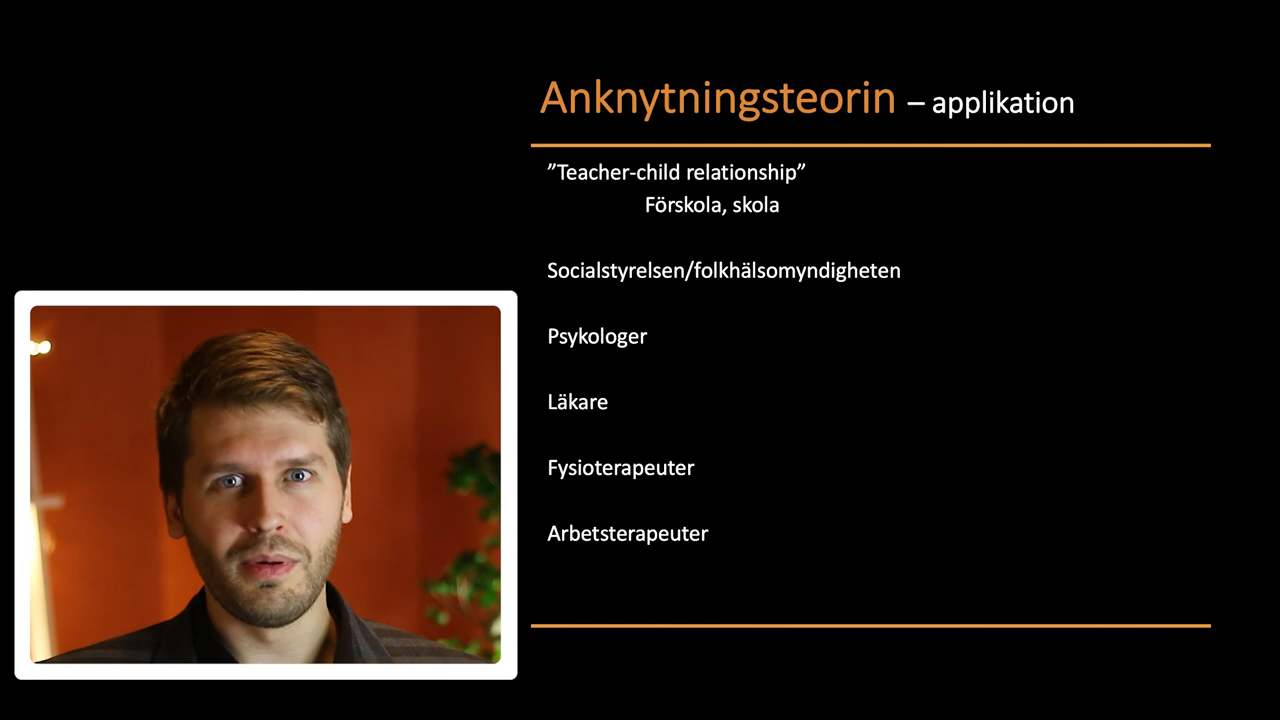 Anknytningsteorin – applikation
”Teacher-child relationship”
Förskola, skola
Socialstyrelsen/folkhälsomyndigheten
Psykologer
Läkare
Fysioterapeuter
Arbetsterapeuter